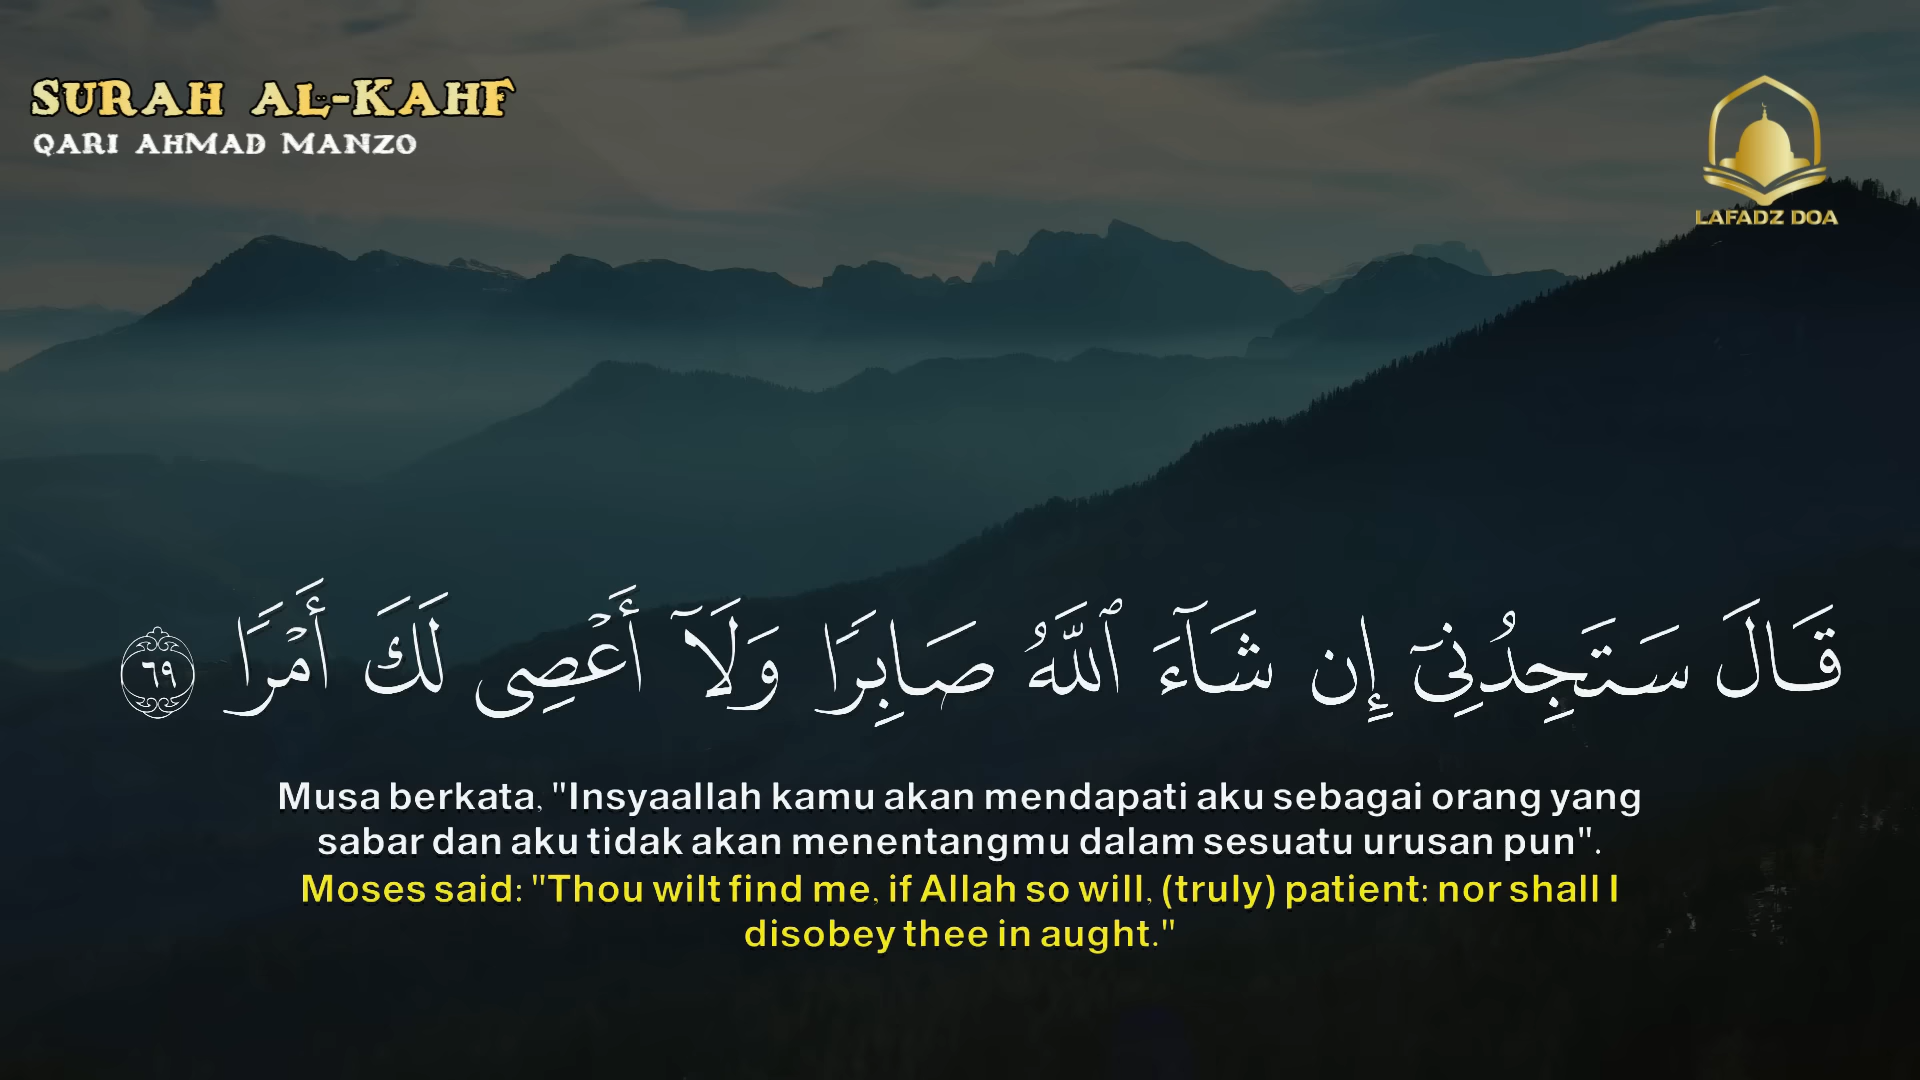 SURAH AL-KAHF
QARI AHMAD MANZO
LAFADZ DOA
قَالَ سَتَجِدُنِىٓ إِن شَآءَ ٱللَّهُ صَابِرًا وَلَآ أَعْصِى لَكَ أَمْرًا ٦٩
Musa berkata, "Insyaallah kamu akan mendapati aku sebagai orang yang
sabar dan aku tidak akan menentangmu dalam sesuatu urusan pun".
Moses said: "Thou wilt find me, if Allah so will, (truly) patient: nor shall I
disobey thee in aught."